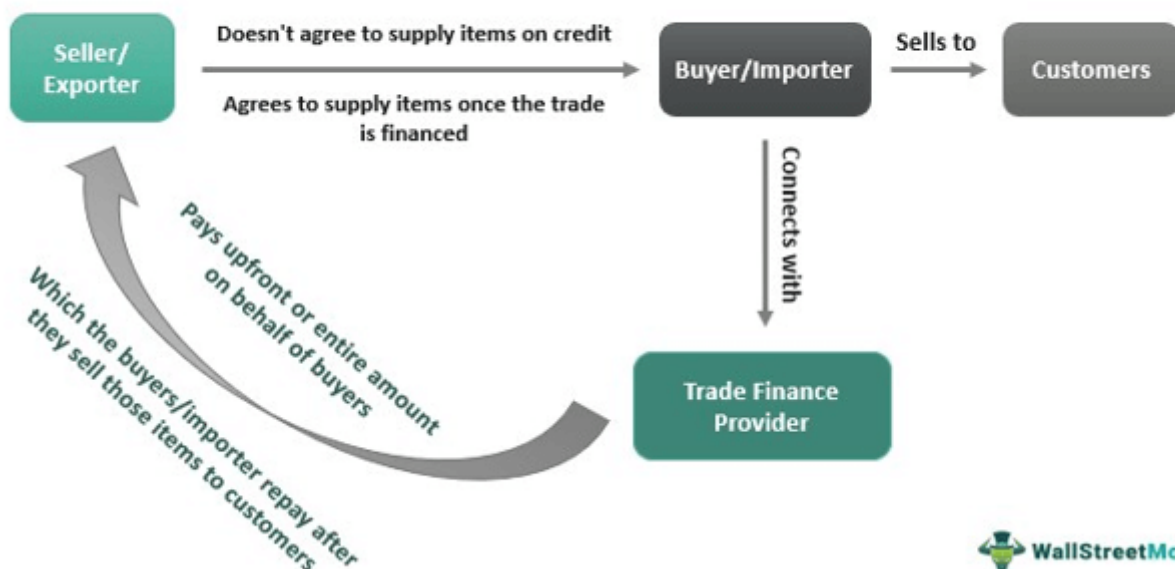 Seller/
Exporter
Doesn't agree to supply items on credit
Agrees to supply items once the trade
is financed
Buyer/Importer
Sells to
Customers
Connects with
Trade Finance
Provider
Pays upfront or entire amount
on behalf of buyers
Which the buyers/importer repay after
they sell those items to customers
WallStreetMo